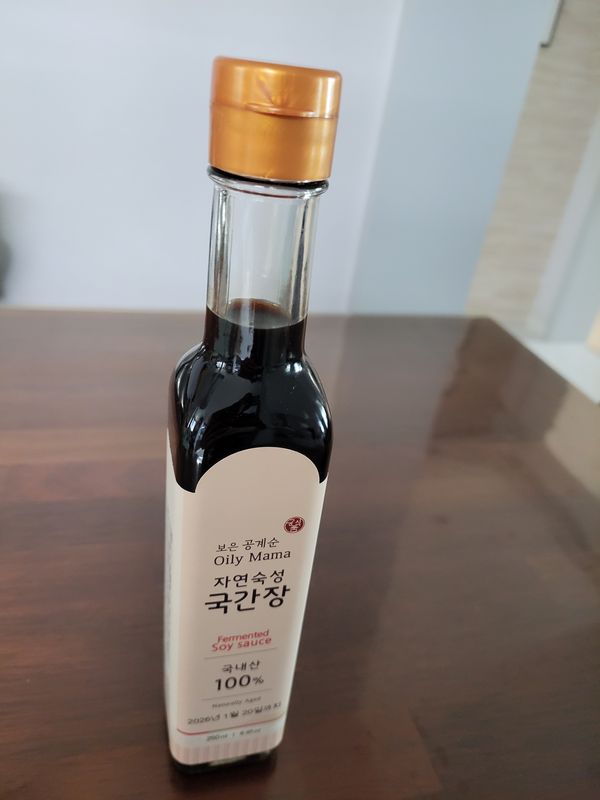 보은 공계순
Oily Mama
자연숙성
국간장
Fermented
Soy sauce
국내산
100%
Naturally Aged
2026년 1월 20일까지
250ml